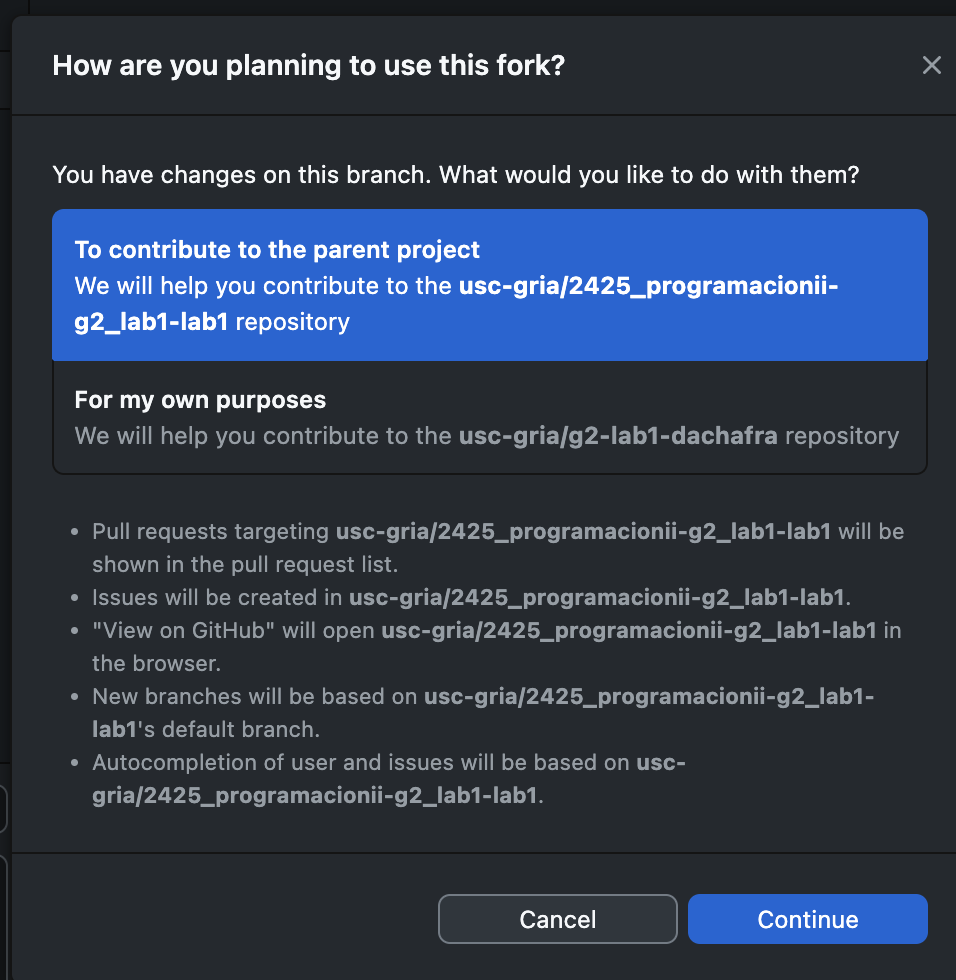 How are you planning to use this fork?
You have changes on this branch. What would you like to do with them?
To contribute to the parent project
We will help you contribute to the usc-gria/2425_programacionii-
g2_lab1-lab1 repository
For my own purposes
We will help you contribute to the usc-gria/g2-lab1-dachafra repository
• Pull requests targeting usc-gria/2425_programacionii-g2_lab1-lab1 will be
shown in the pull request list.
• Issues will be created in usc-gria/2425_programacionii-g2_lab1-lab1.
• "View on GitHub" will open usc-gria/2425_programacionii-g2_lab1-lab1 in
the browser.
• New branches will be based on usc-gria/2425_programacionii-g2_lab1-
lab1's default branch.
• Autocompletion of user and issues will be based on usc-
gria/2425_programacionii-g2_lab1-lab1.
Cancel Continue